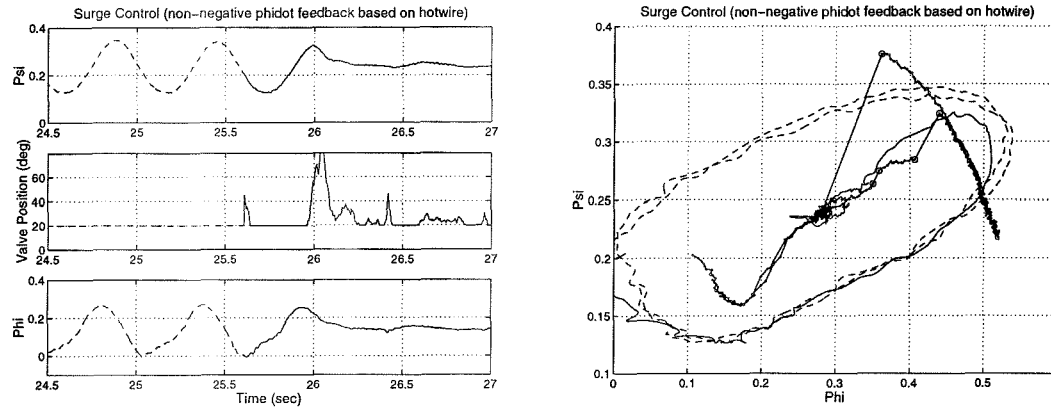 Surge Control (non-negative phidot feedback based on hotwire)
0.4
0.2
0
Psi
24.5 25 25.5 26 26.5 27
60
40
20
0
Valve Position (deg)
24.5 25 25.5 26 26.5 27
0.4
0.2
0
Phi
24.5 25 25.5 26 26.5 27
Time (sec)
Surge Control (non-negative phidot feedback based on hotwire)
0.4
0.35
0.3
0.25
0.2
0.15
0.1
Psi
0 0.1 0.2 0.3 0.4 0.5
Phi